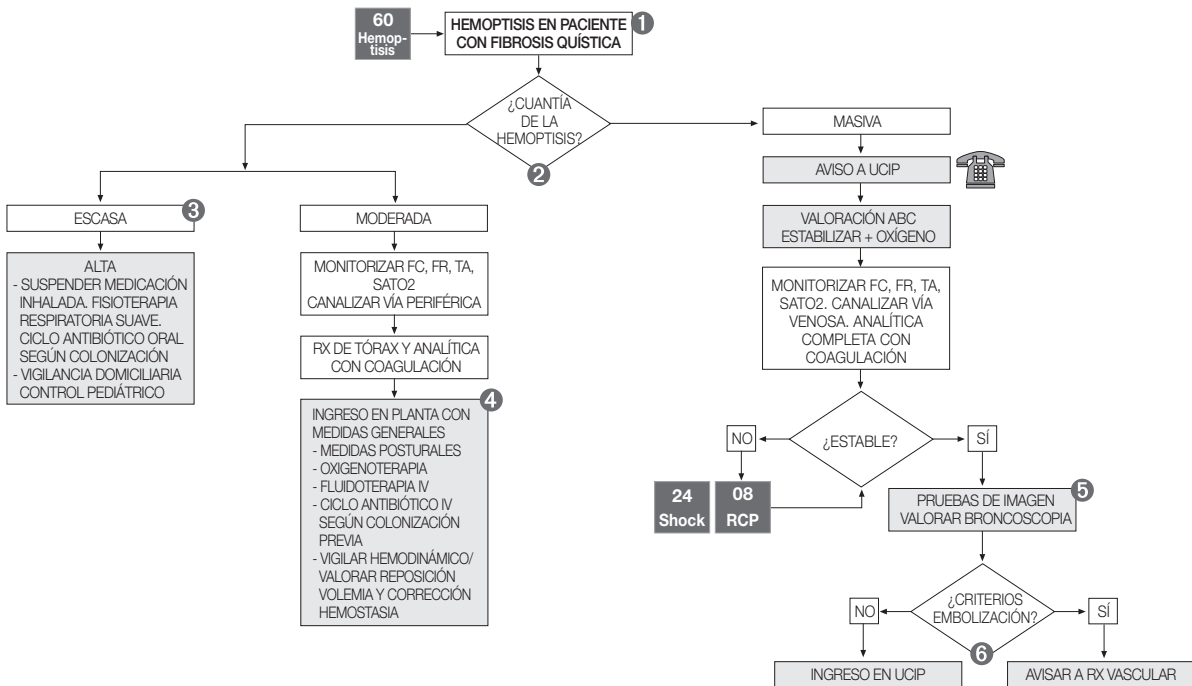 60
Hemop-
tisis
HEMOPTISIS EN PACIENTE
CON FIBROSIS QUÍSTICA
1
¿CUANTÍA
DE LA
HEMOPTISIS?
2
ESCASA
3
ALTA
- SUSPENDER MEDICACIÓN
INHALADA. FISIOTERAPIA
RESPIRATORIA SUAVE.
CICLO ANTIBIÓTICO ORAL
SEGÚN COLONIZACIÓN
- VIGILANCIA DOMICILIARIA
CONTROL PEDIÁTRICO
MODERADA
MONITORIZAR FC, FR, TA,
SATO2
CANALIZAR VÍA PERIFÉRICA
RX DE TÓRAX Y ANALÍTICA
CON COAGULACIÓN
INGRESO EN PLANTA CON
MEDIDAS GENERALES
- MEDIDAS POSTURALES
- OXIGENOTERAPIA
- FLUIDOTERAPIA IV
- CICLO ANTIBIÓTICO IV
SEGÚN COLONIZACIÓN
PREVIA
- VIGILAR HEMODINÁMICO/
VALORAR REPOSICIÓN
VOLEMIA Y CORRECCIÓN
HEMOSTASIA
4
MASIVA
AVISO A UCIP
VALORACIÓN ABC
ESTABILIZAR + OXÍGENO
MONITORIZAR FC, FR, TA,
SATO2. CANALIZAR VÍA
VENOSA. ANALÍTICA
COMPLETA CON
COAGULACIÓN
¿ESTABLE?
NO
SÍ
24
Shock
08
RCP
PRUEBAS DE IMAGEN
VALORAR BRONCOSCOPIA
5
¿CRITERIOS
EMBOLIZACIÓN?
6
NO
SÍ
INGRESO EN UCIP
AVISAR A RX VASCULAR